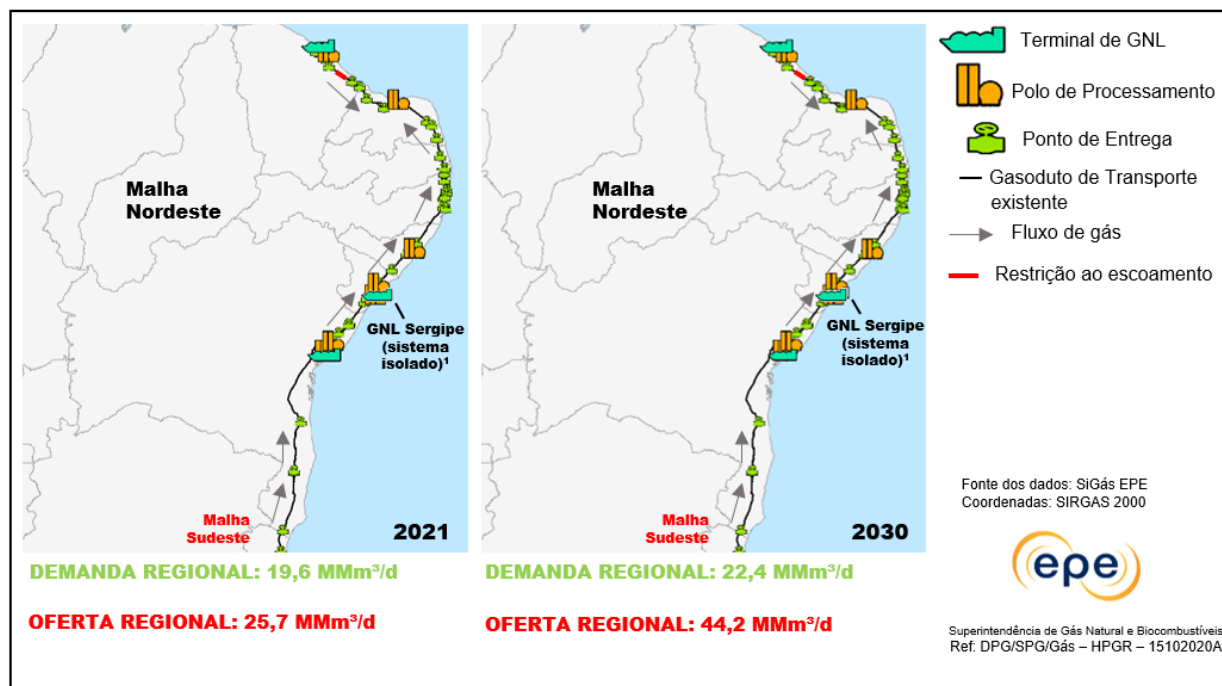 Malha
Nordeste
GNL Sergipe
(sistema
isolado)¹
Malha
Sudeste
2021
DEMANDA REGIONAL: 19,6 MMm³/d
OFERTA REGIONAL: 25,7 MMm³/d
Malha
Nordeste
GNL Sergipe
(sistema
isolado)¹
Malha
Sudeste
2030
DEMANDA REGIONAL: 22,4 MMm³/d
OFERTA REGIONAL: 44,2 MMm³/d
Terminal de GNL
Polo de Processamento
Ponto de Entrega
Gasoduto de Transporte
existente
Fluxo de gás
Restrição ao escoamento
Fonte dos dados: SiGás EPE
Coordenadas: SIRGAS 2000
epe
Superintendência de Gás Natural e Biocombustíveis
Ref: DPG/SPG/Gás – HPGR – 15102020A